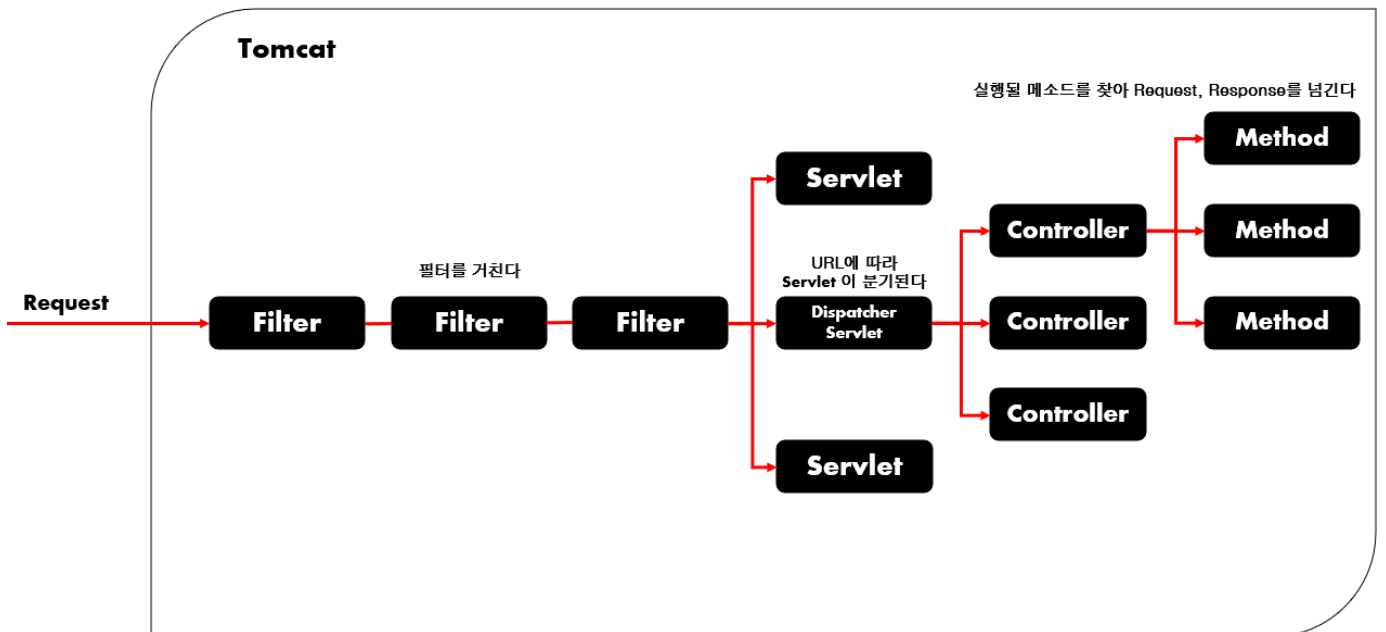 Tomcat
실행될 메소드를 찾아 Request, Response를 넘긴다
Method
Servlet
Controller
Method
필터를 거친다
URL에 따라
Servlet 이 분기된다
Request
Filter
Filter
Filter
Dispatcher
Servlet
Controller
Method
Controller
Servlet